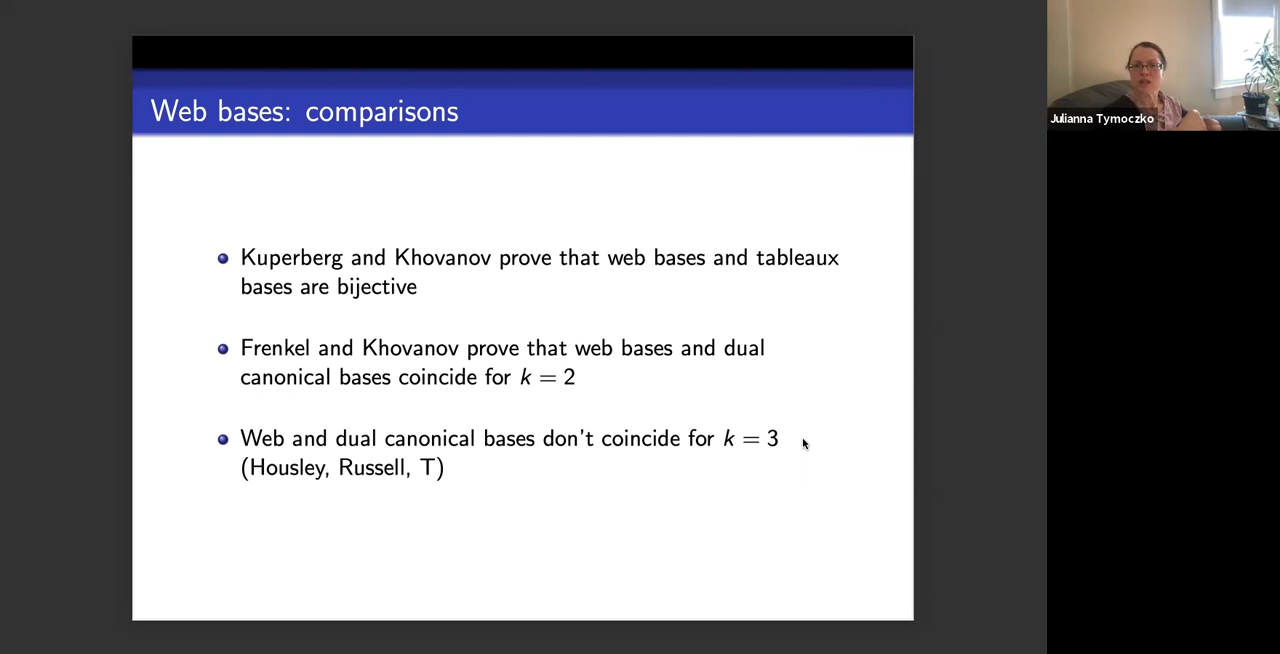 Web bases: comparisons
Kuperberg and Khovanov prove that web bases and tableaux
bases are bijective
Frenkel and Khovanov prove that web bases and dual
canonical bases coincide for k = 2
Web and dual canonical bases don't coincide for k = 3
(Housley, Russell, T)
Julianna Tymoczko